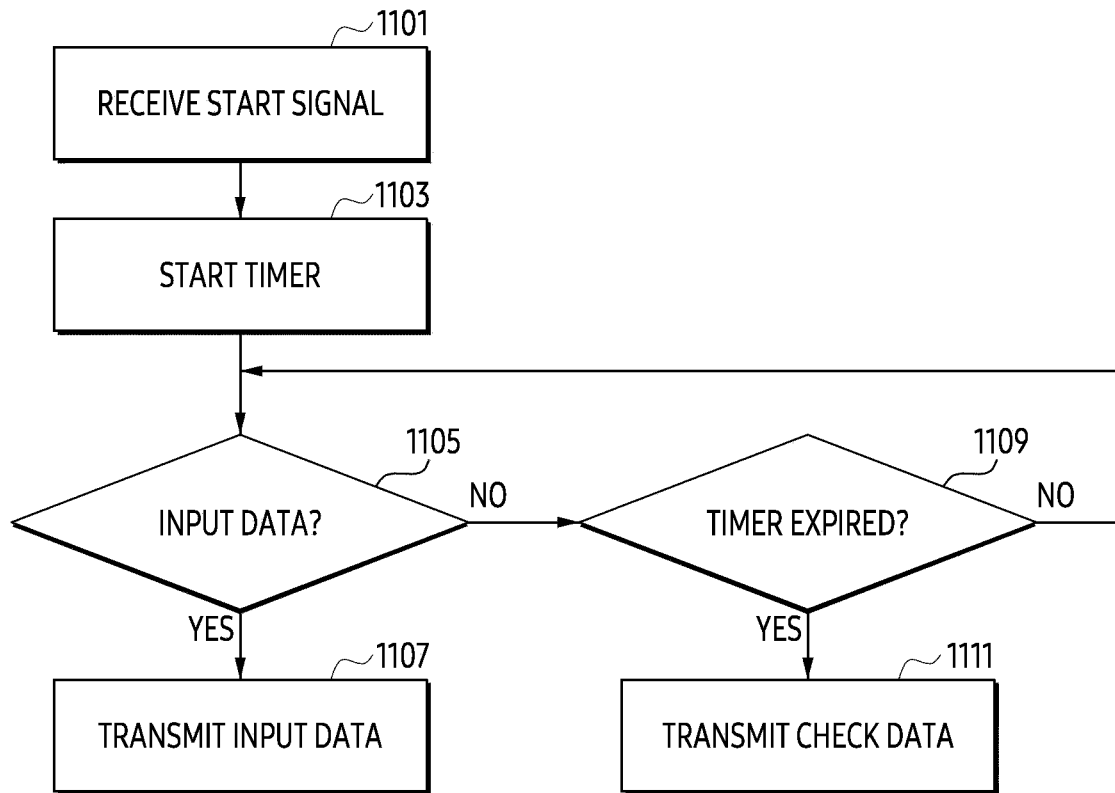 1101
RECEIVE START SIGNAL
1103
START TIMER
1105
INPUT DATA?
NO
1109
TIMER EXPIRED?
NO
YES
1107
TRANSMIT INPUT DATA
YES
1111
TRANSMIT CHECK DATA